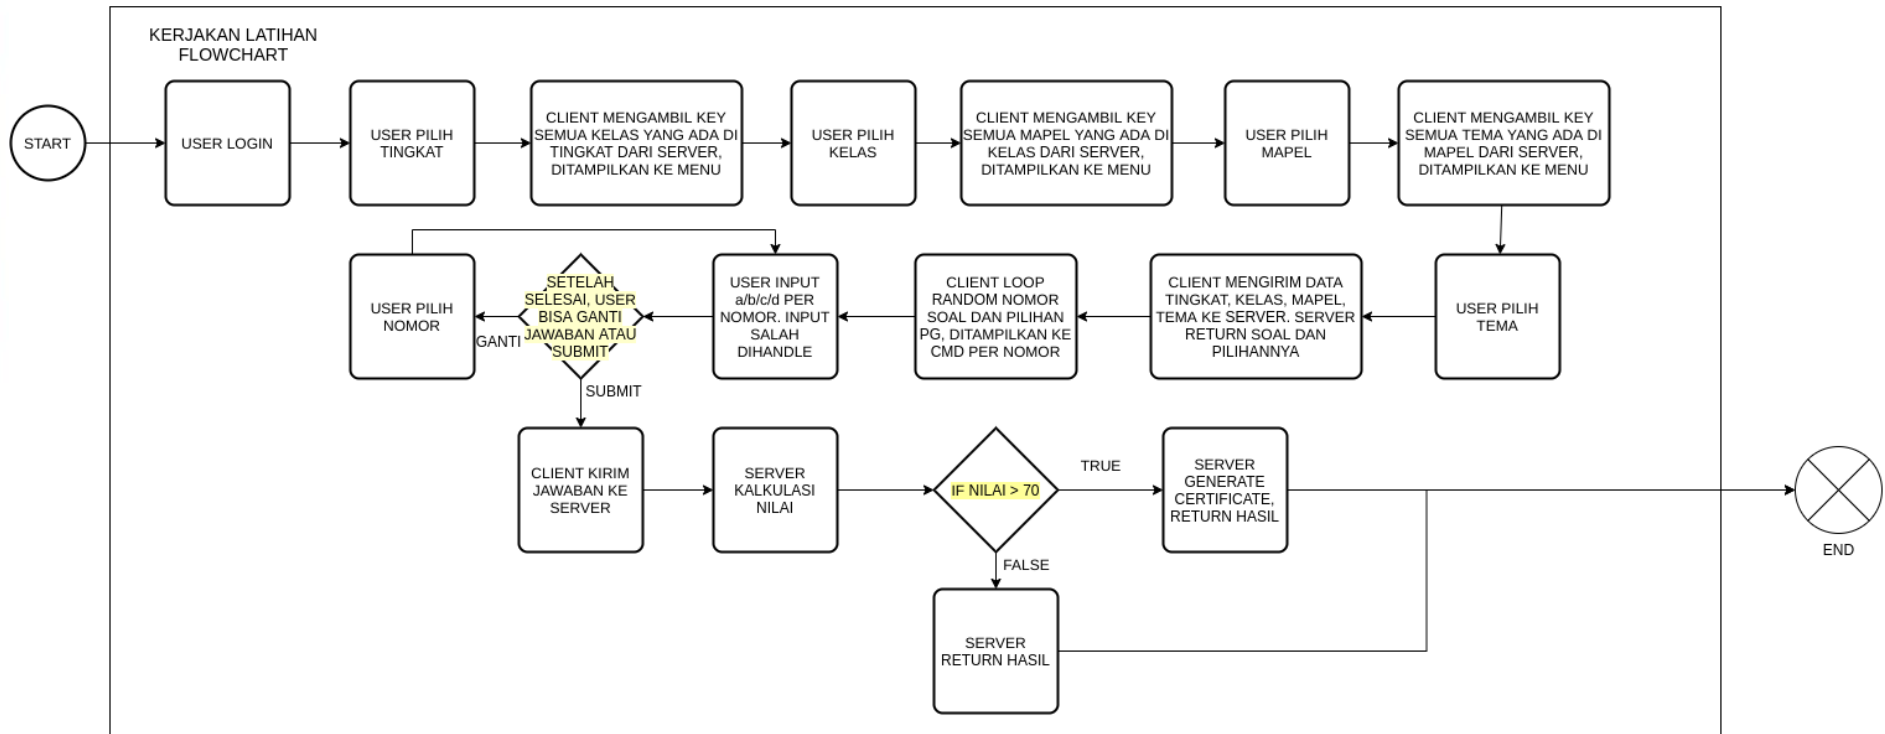 KERJAKAN LATIHAN
FLOWCHART
START
USER LOGIN
USER PILIH
TINGKAT
CLIENT MENGAMBIL KEY
SEMUA KELAS YANG ADA DI
TINGKAT DARI SERVER,
DITAMPILKAN KE MENU
USER PILIH
KELAS
CLIENT MENGAMBIL KEY
SEMUA MAPEL YANG ADA DI
KELAS DARI SERVER,
DITAMPILKAN KE MENU
USER PILIH
MAPEL
CLIENT MENGAMBIL KEY
SEMUA TEMA YANG ADA DI
MAPEL DARI SERVER,
DITAMPILKAN KE MENU
USER PILIH
TEMA
CLIENT MENGIRIM DATA
TINGKAT, KELAS, MAPEL,
TEMA KE SERVER. SERVER
RETURN SOAL DAN
PILIHANNYA
CLIENT LOOP
RANDOM NOMOR
SOAL DAN PILIHAN
PG, DITAMPILKAN KE
CMD PER NOMOR
USER INPUT
a/b/c/d PER
NOMOR. INPUT
SALAH
DIHANDLE
SETELAH
SELESAI, USER
BISA GANTI
JAWABAN ATAU
SUBMIT
GANTI
USER PILIH
NOMOR
SUBMIT
CLIENT KIRIM
JAWABAN KE
SERVER
SERVER
KALKULASI
NILAI
IF NILAI > 70
TRUE
SERVER
GENERATE
CERTIFICATE,
RETURN HASIL
FALSE
SERVER
RETURN HASIL
END